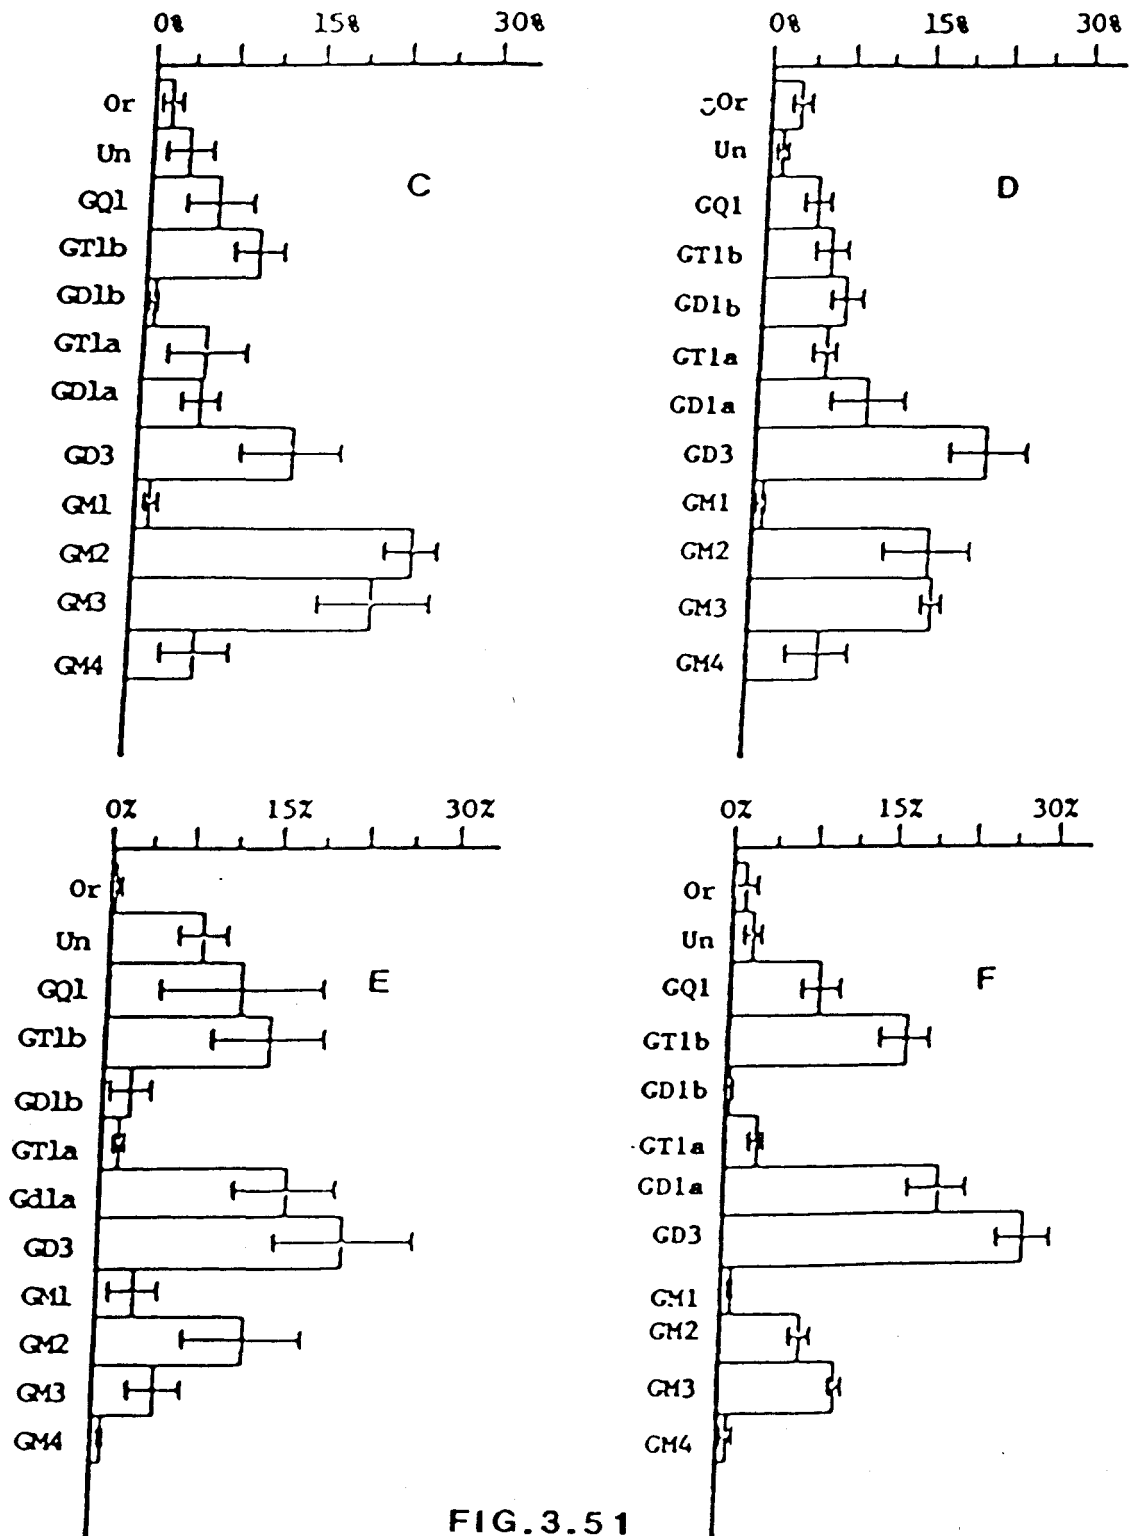 0% 15% 30%
Or
Un
GQ1
GT1b
GD1b
GT1a
GD1a
GD3
GM1
GM2
GM3
GM4
C
0% 15% 30%
Or
Un
GQ1
GT1b
GD1b
GT1a
GD1a
GD3
GM1
GM2
GM3
GM4
D
0% 15% 30%
Or
Un
GQ1
GT1b
GD1b
GT1a
Gd1a
GD3
GM1
GM2
GM3
GM4
E
0% 15% 30%
Or
Un
GQ1
GT1b
GD1b
GT1a
GD1a
GD3
GM1
GM2
GM3
GM4
F
FIG.3.51